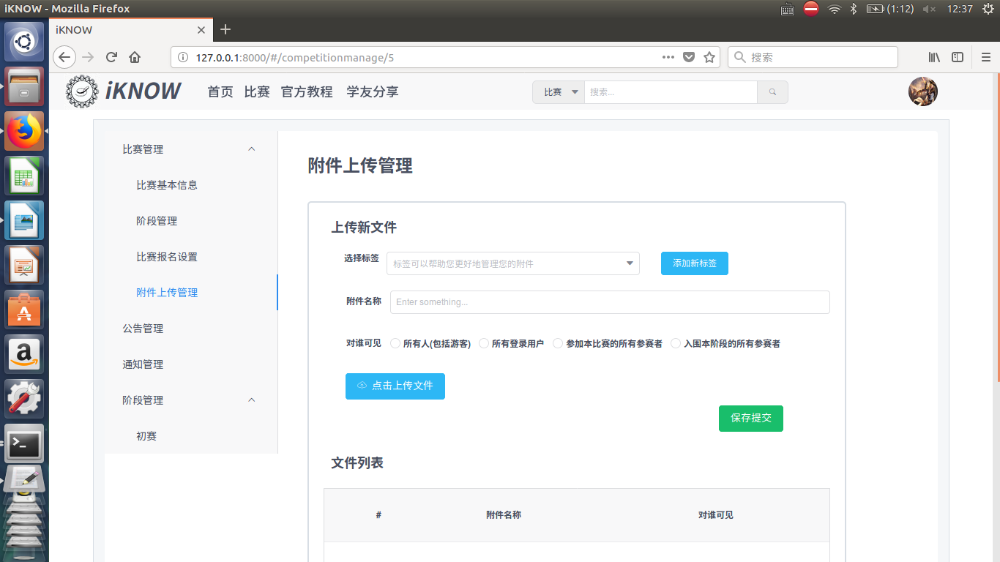 iKNOW - Mozilla Firefox
(1:12)
12:37
iKNOW
127.0.0.1:8000/#/competitionmanage/5
搜索
iKNOW 首页 比赛 官方教程 学友分享
比赛 搜索...
比赛管理
比赛基本信息
阶段管理
比赛报名设置
附件上传管理
公告管理
通知管理
阶段管理
初赛
附件上传管理
上传新文件
选择标签 标签可以帮助您更好地管理您的附件 添加新标签
附件名称 Enter something...
对谁可见 所有人(包括游客) 所有登录用户 参加本比赛的所有参赛者 入围本阶段的所有参赛者
点击上传文件
保存提交
文件列表
# 附件名称 对谁可见